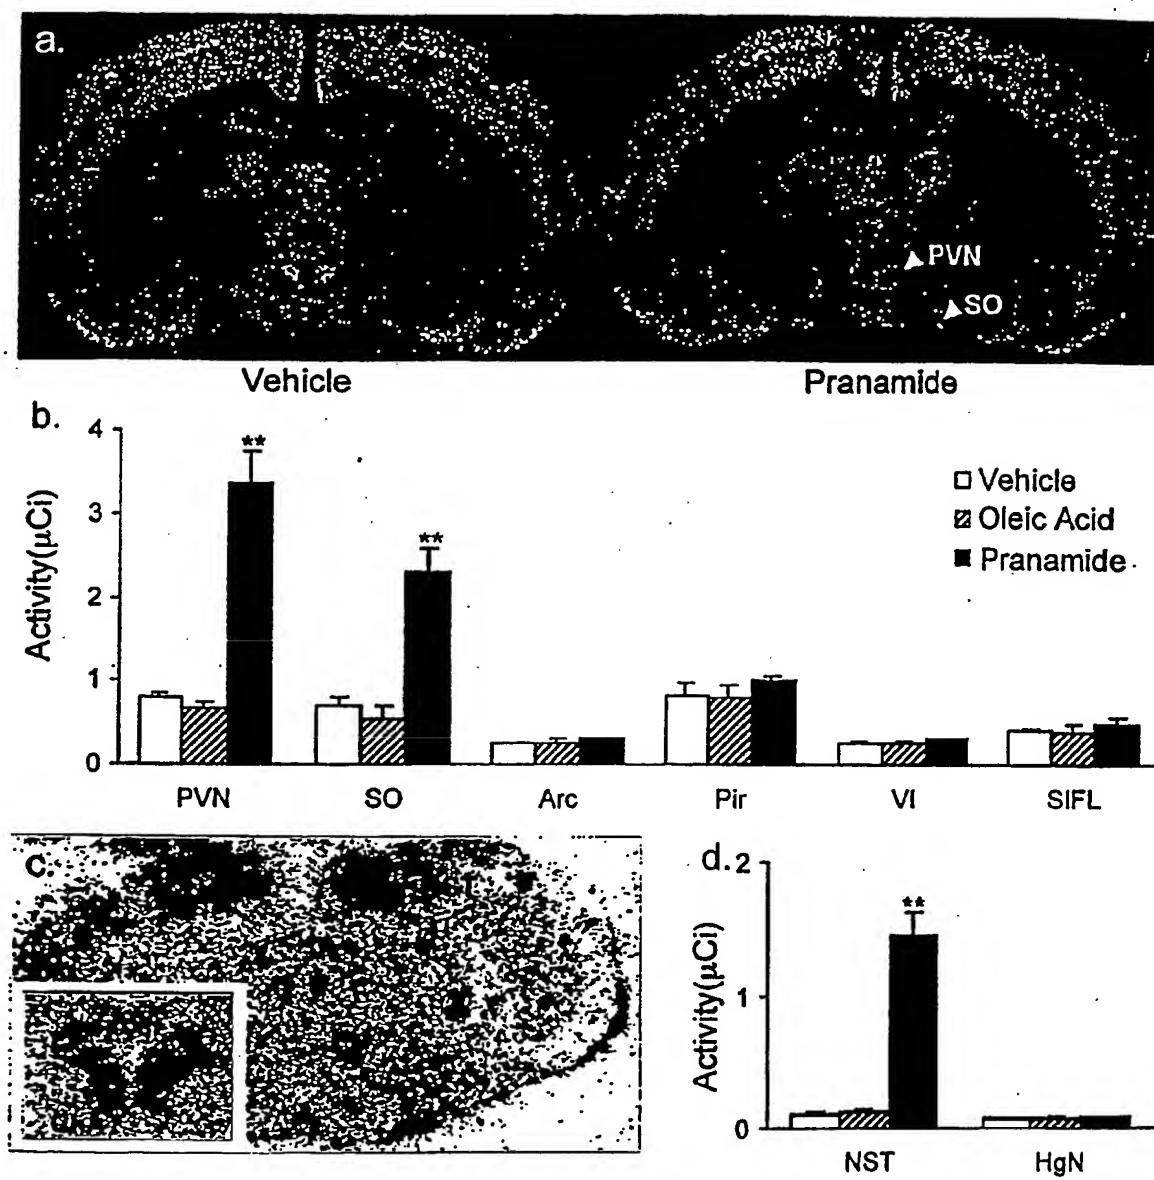 a.
PVN
SO
Vehicle
Pranamide
b.
Activity(μCi)
4
3
2
1
0
**
**
Vehicle
Oleic Acid
Pranamide
PVN
SO
Arc
Pir
VI
SIFL
c.
d.
Activity(μCi)
2
1
0
**
NST
HgN